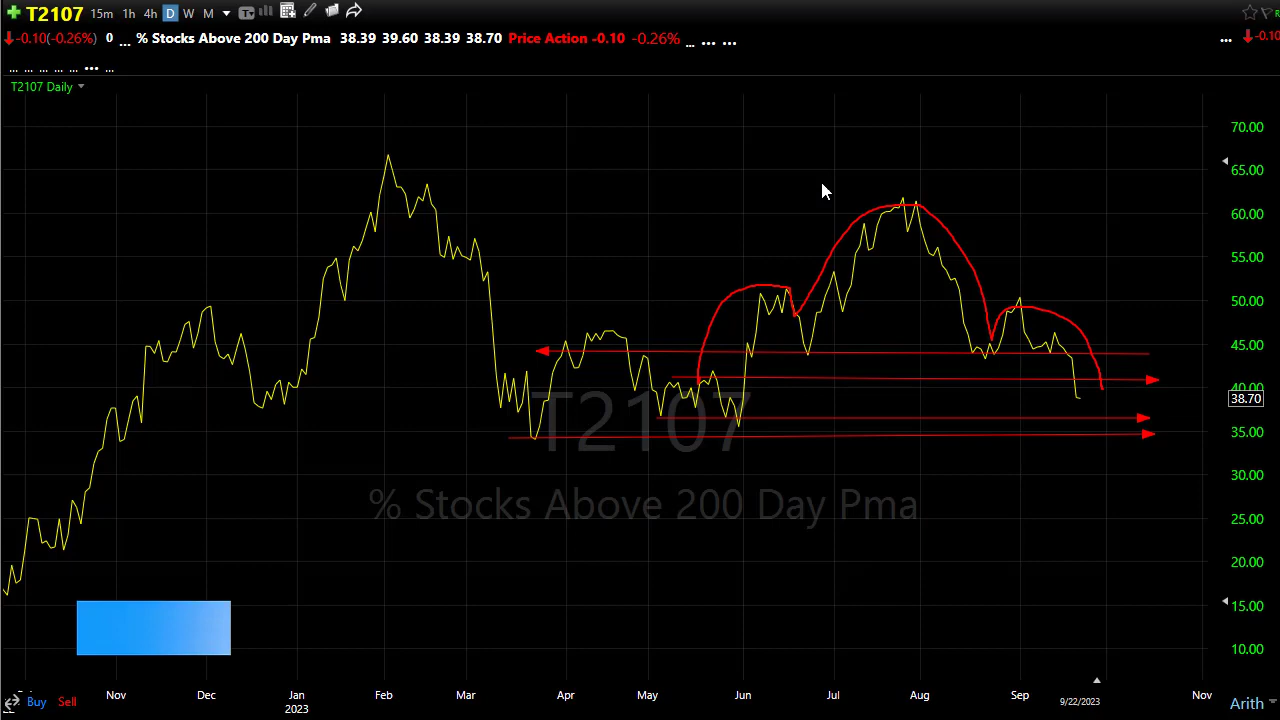 T2107 15m 1h 4h D W M
-0.10(-0.26%) 0 ... % Stocks Above 200 Day Pma 38.39 39.60 38.39 38.70 Price Action -0.10 -0.26% ... ... ... ... -0.10
... ... ... ... ... ... ...
T2107 Daily
70.00
65.00
60.00
55.00
50.00
45.00
40.00
38.70
35.00
30.00
25.00
20.00
15.00
10.00
T2107
% Stocks Above 200 Day Pma
Nov Dec Jan Feb Mar Apr May Jun Jul Aug Sep Nov
2023 9/22/2023
Buy Sell Arith